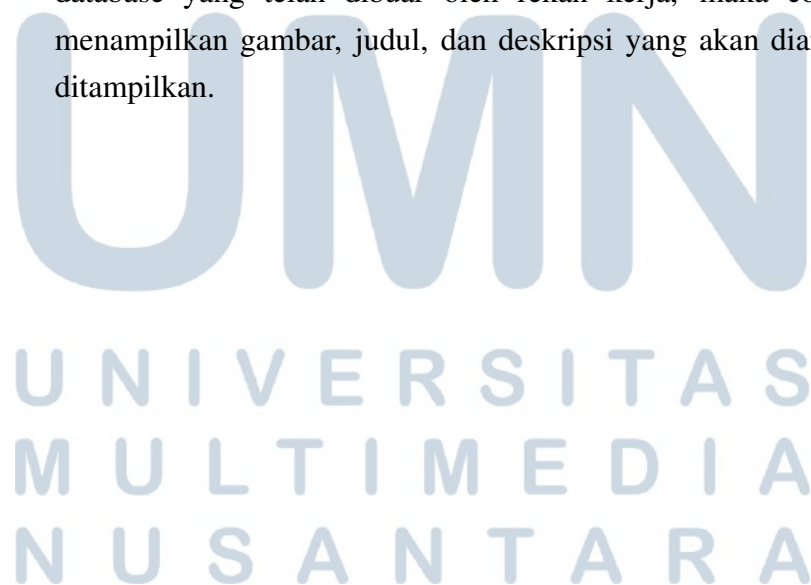 database yang telah dibuat oleh rekan kerja, maka
menampilkan gambar, judul, dan deskripsi yang akan
ditampilkan.
UMN
UNIVERSITAS
MULTIMEDIA
NUSANTARA